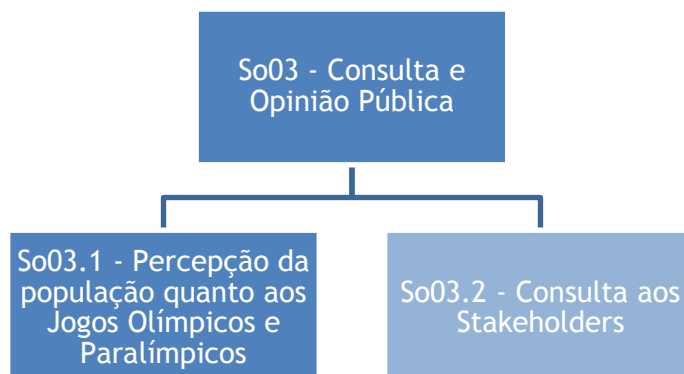 So03 - Consulta e
Opinião Pública
So03.1 - Percepção da
população quanto aos
Jogos Olímpicos e
Paralímpicos
So03.2 - Consulta aos
Stakeholders